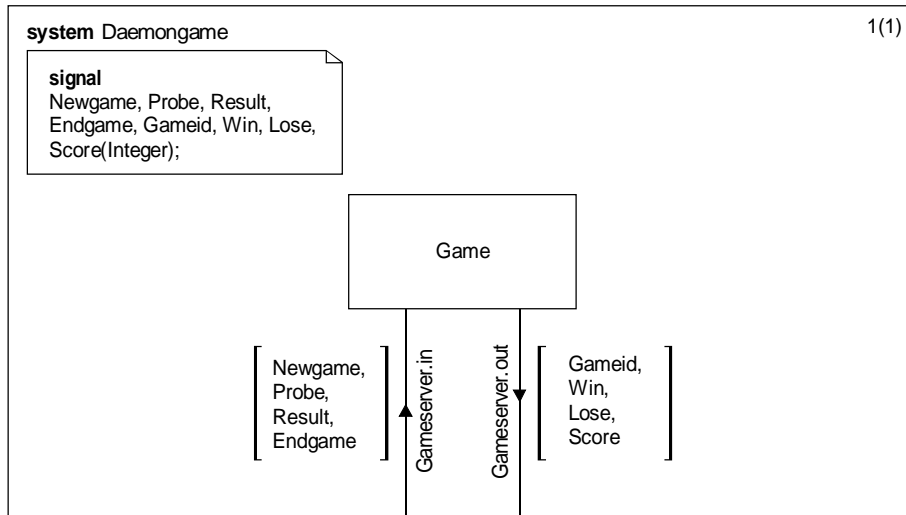 system Daemongame
1(1)
signal
Newgame, Probe, Result,
Endgame, Gameid, Win, Lose,
Score(Integer);
Game
Newgame,
Probe,
Result,
Endgame
Gameserver.in
Gameserver.out
Gameid,
Win,
Lose,
Score